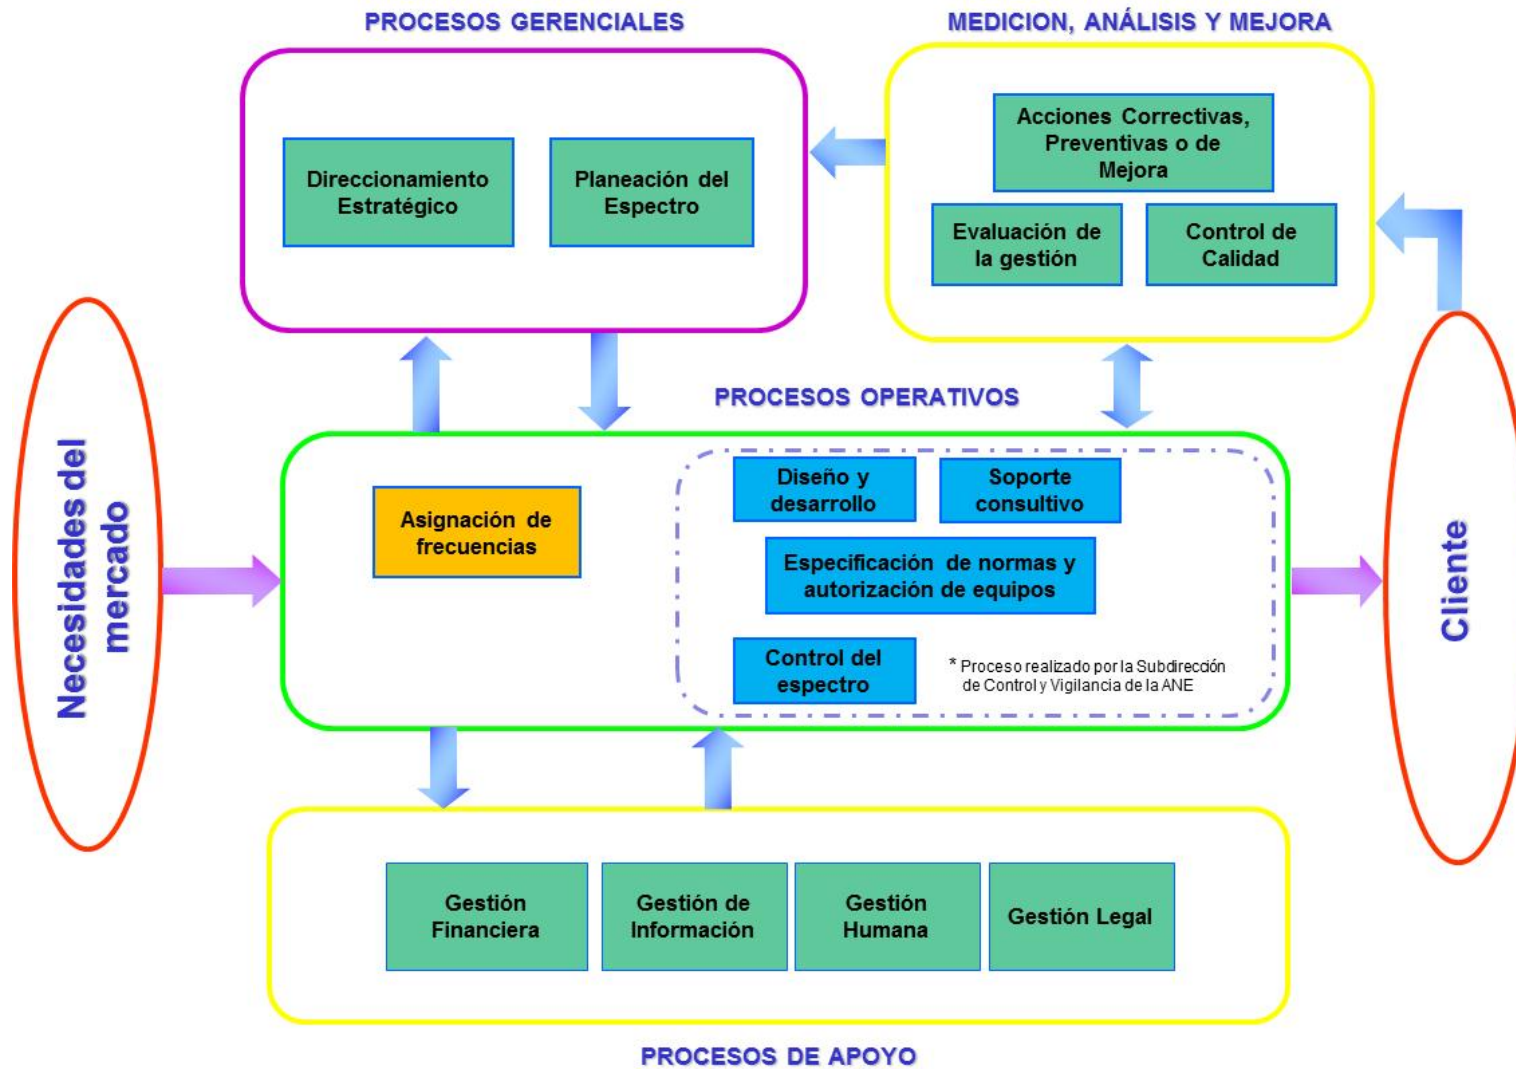 PROCESOS GERENCIALES
MEDICION, ANÁLISIS Y MEJORA
Direccionamiento
Estratégico
Planeación del
Espectro
Acciones Correctivas,
Preventivas o de
Mejora
Evaluación de
la gestión
Control de
Calidad
Necesidades del
mercado
PROCESOS OPERATIVOS
Asignación de
frecuencias
Diseño y
desarrollo
Soporte
consultivo
Especificación de normas y
autorización de equipos
Control del
espectro
* Proceso realizado por la Subdirección
de Control y Vigilancia de la ANE
Cliente
Gestión
Financiera
Gestión de
Información
Gestión
Humana
Gestión Legal
PROCESOS DE APOYO